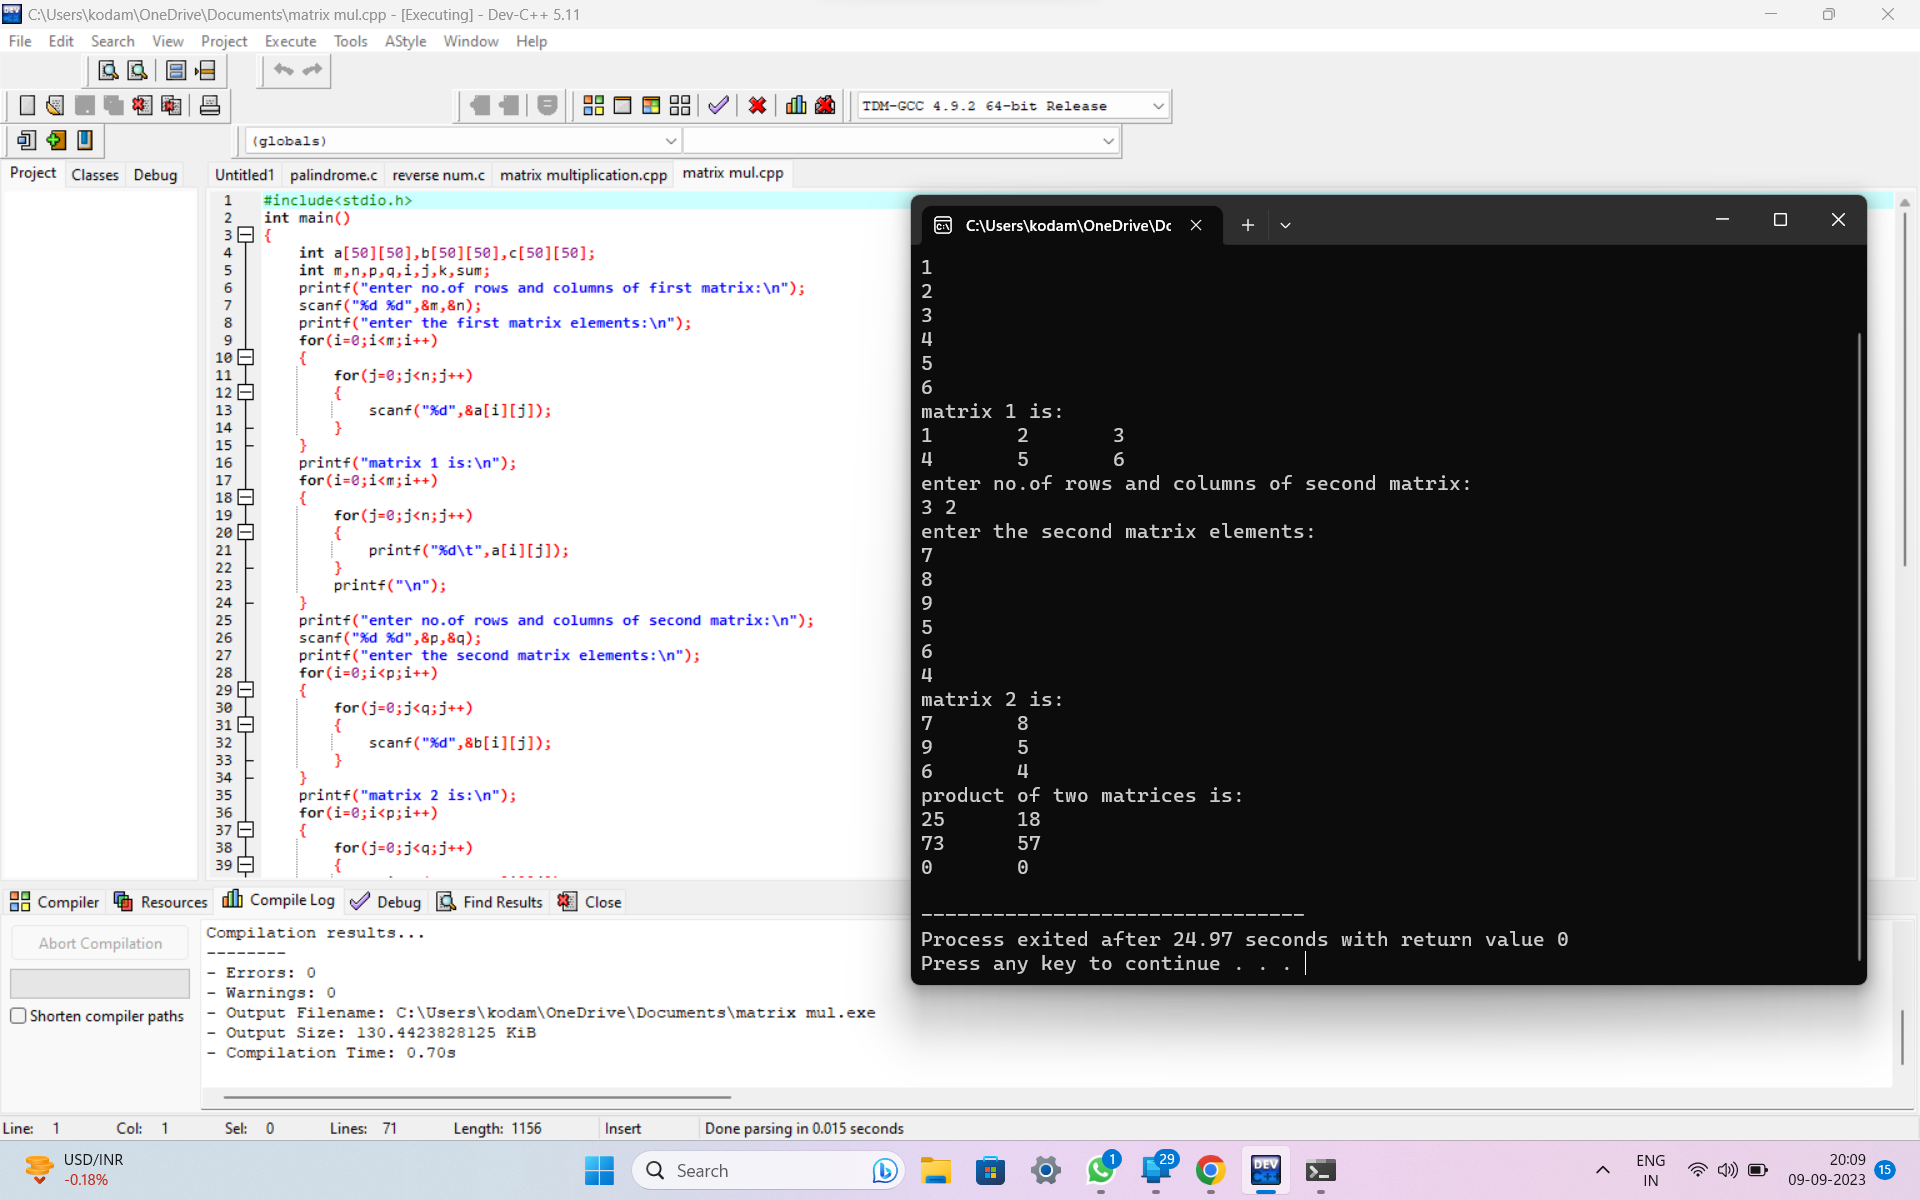 C:\Users\kodam\OneDrive\Documents\matrix mul.cpp - [Executing] - Dev-C++ 5.11
File Edit Search View Project Execute Tools AStyle Window Help
TDM-GCC 4.9.2 64-bit Release
(globals)
Project Classes Debug
Untitled1 palindrome.c reverse num.c matrix multiplication.cpp matrix mul.cpp
1 #include<stdio.h>
2 int main()
3 {
4 int a[50][50],b[50][50],c[50][50];
5 int m,n,p,q,i,j,k,sum;
6 printf("enter no.of rows and columns of first matrix:\n");
7 scanf("%d %d",&m,&n);
8 printf("enter the first matrix elements:\n");
9 for(i=0;i<m;i++)
10 {
11 for(j=0;j<n;j++)
12 {
13 scanf("%d",&a[i][j]);
14 }
15 }
16 printf("matrix 1 is:\n");
17 for(i=0;i<m;i++)
18 {
19 for(j=0;j<n;j++)
20 {
21 printf("%d\t",a[i][j]);
22 }
23 printf("\n");
24 }
25 printf("enter no.of rows and columns of second matrix:\n");
26 scanf("%d %d",&p,&q);
27 printf("enter the second matrix elements:\n");
28 for(i=0;i<p;i++)
29 {
30 for(j=0;j<q;j++)
31 {
32 scanf("%d",&b[i][j]);
33 }
34 }
35 printf("matrix 2 is:\n");
36 for(i=0;i<p;i++)
37 {
38 for(j=0;j<q;j++)
39 {
C:\Users\kodam\OneDrive\Dc
1
2
3
4
5
6
matrix 1 is:
1 2 3
4 5 6
enter no.of rows and columns of second matrix:
3 2
enter the second matrix elements:
7
8
9
5
6
4
matrix 2 is:
7 8
9 5
6 4
product of two matrices is:
25 18
73 57
0 0
--------------------------------
Process exited after 24.97 seconds with return value 0
Press any key to continue . . .
Compiler Resources Compile Log Debug Find Results Close
Abort Compilation
Shorten compiler paths
Compilation results...
--------
- Errors: 0
- Warnings: 0
- Output Filename: C:\Users\kodam\OneDrive\Documents\matrix mul.exe
- Output Size: 130.4423828125 KiB
- Compilation Time: 0.70s
Line: 1 Col: 1 Sel: 0 Lines: 71 Length: 1156 Insert Done parsing in 0.015 seconds
USD/INR
-0.18%
Search
1
29
DEV C++
ENG
IN
20:09
09-09-2023
15